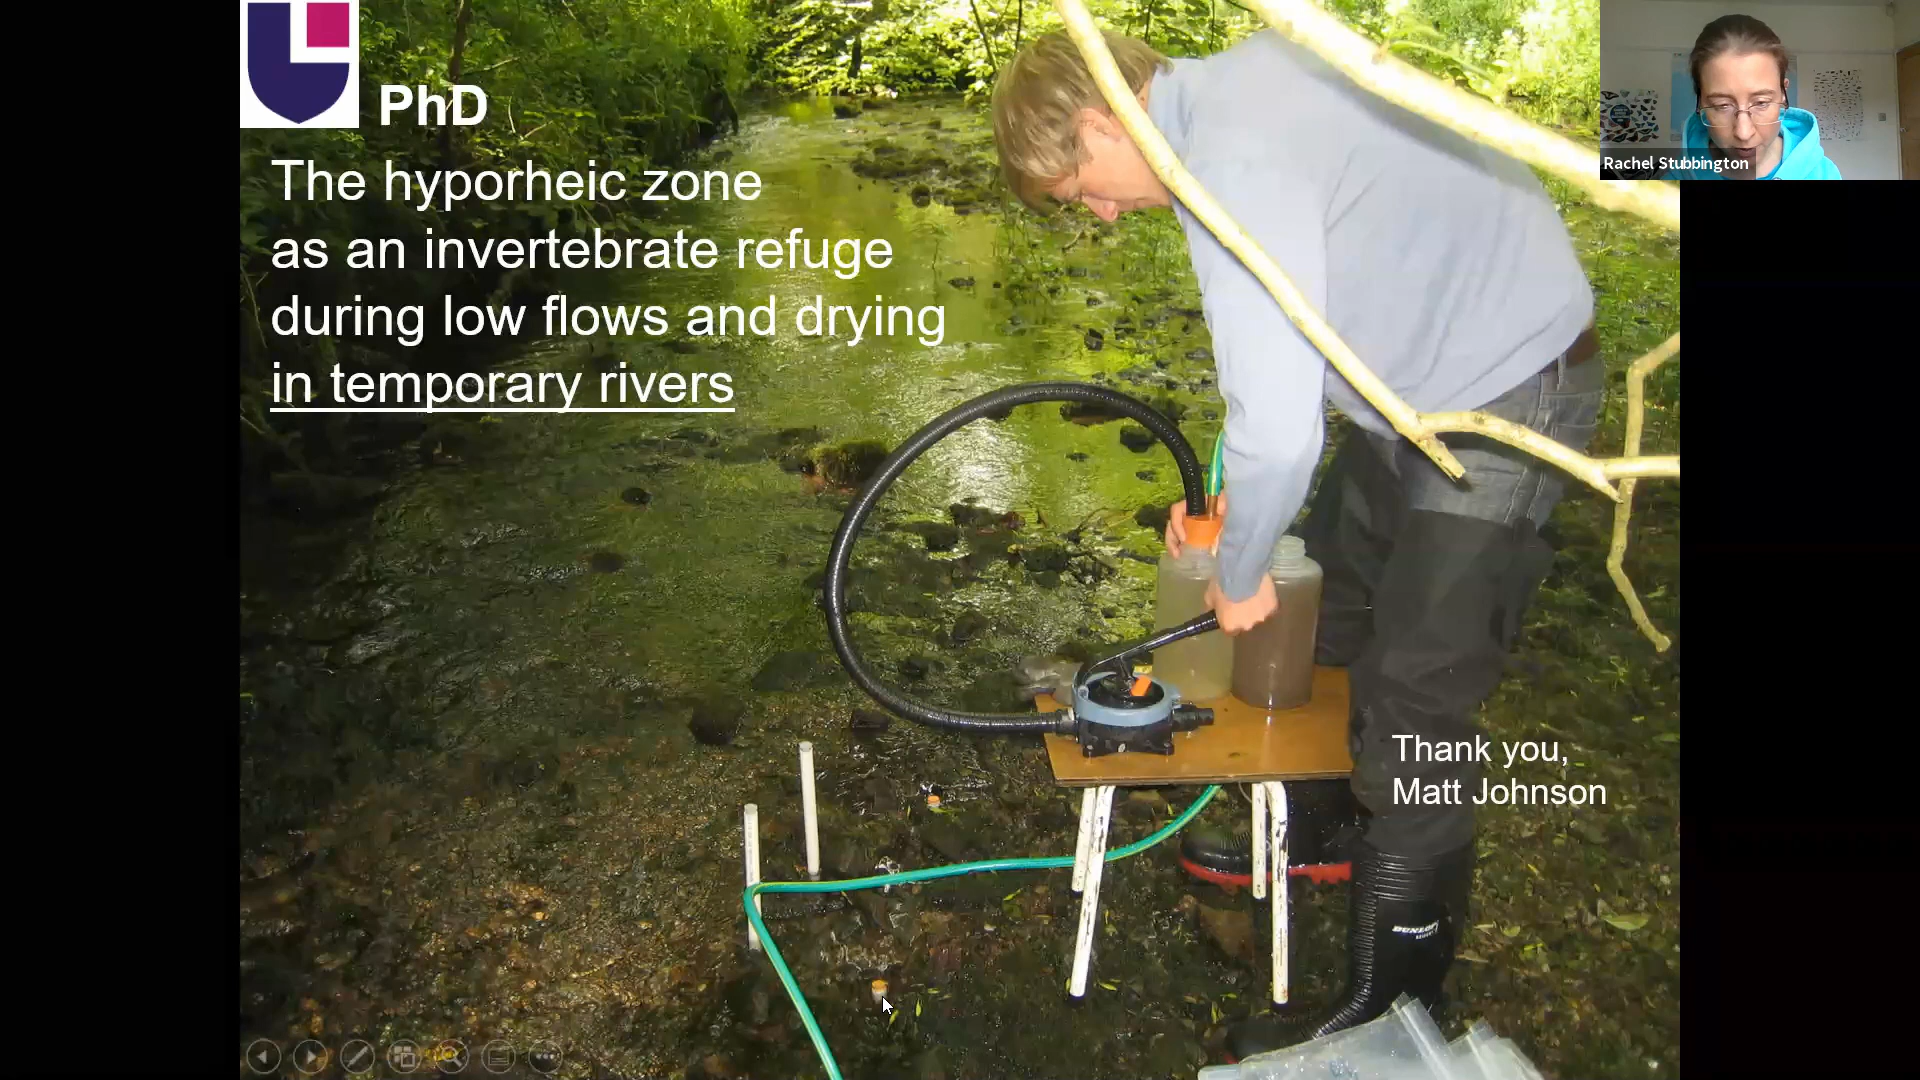 PhD
The hyporheic zone
as an invertebrate refuge
during low flows and drying
in temporary rivers
Rachel Stubbington
Thank you,
Matt Johnson
DUNLOP